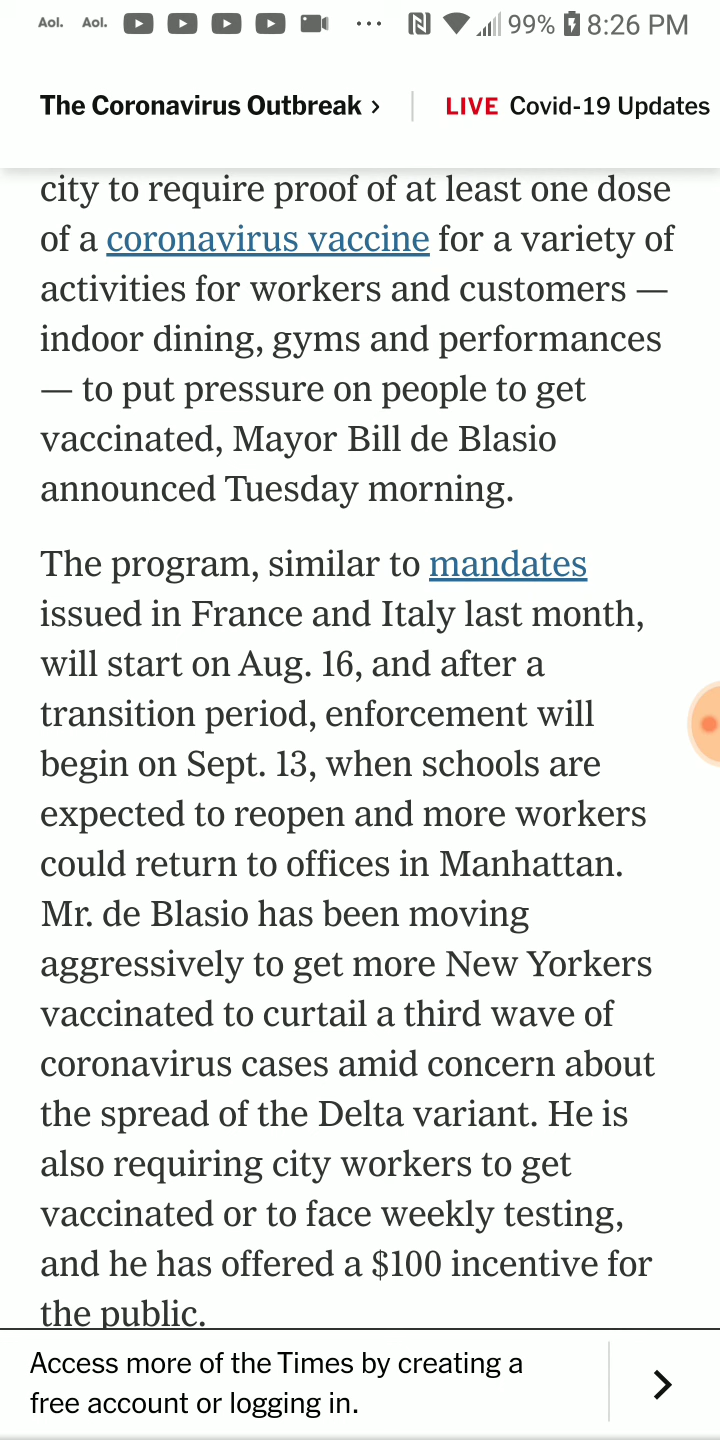 Aol. Aol. 99% 8:26 PM
The Coronavirus Outbreak › LIVE Covid-19 Updates
city to require proof of at least one dose
of a coronavirus vaccine for a variety of
activities for workers and customers —
indoor dining, gyms and performances
— to put pressure on people to get
vaccinated, Mayor Bill de Blasio
announced Tuesday morning.
The program, similar to mandates
issued in France and Italy last month,
will start on Aug. 16, and after a
transition period, enforcement will
begin on Sept. 13, when schools are
expected to reopen and more workers
could return to offices in Manhattan.
Mr. de Blasio has been moving
aggressively to get more New Yorkers
vaccinated to curtail a third wave of
coronavirus cases amid concern about
the spread of the Delta variant. He is
also requiring city workers to get
vaccinated or to face weekly testing,
and he has offered a $100 incentive for
the public.
Access more of the Times by creating a
free account or logging in.